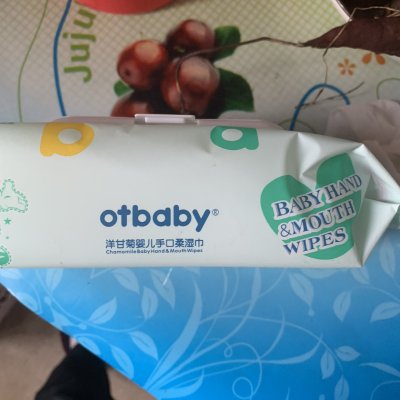 Juju
otbaby®
洋甘菊婴儿手口柔湿巾
Chamomile Baby Hand & Mouth Wipes
BABY HAND
&MOUTH
WIPES